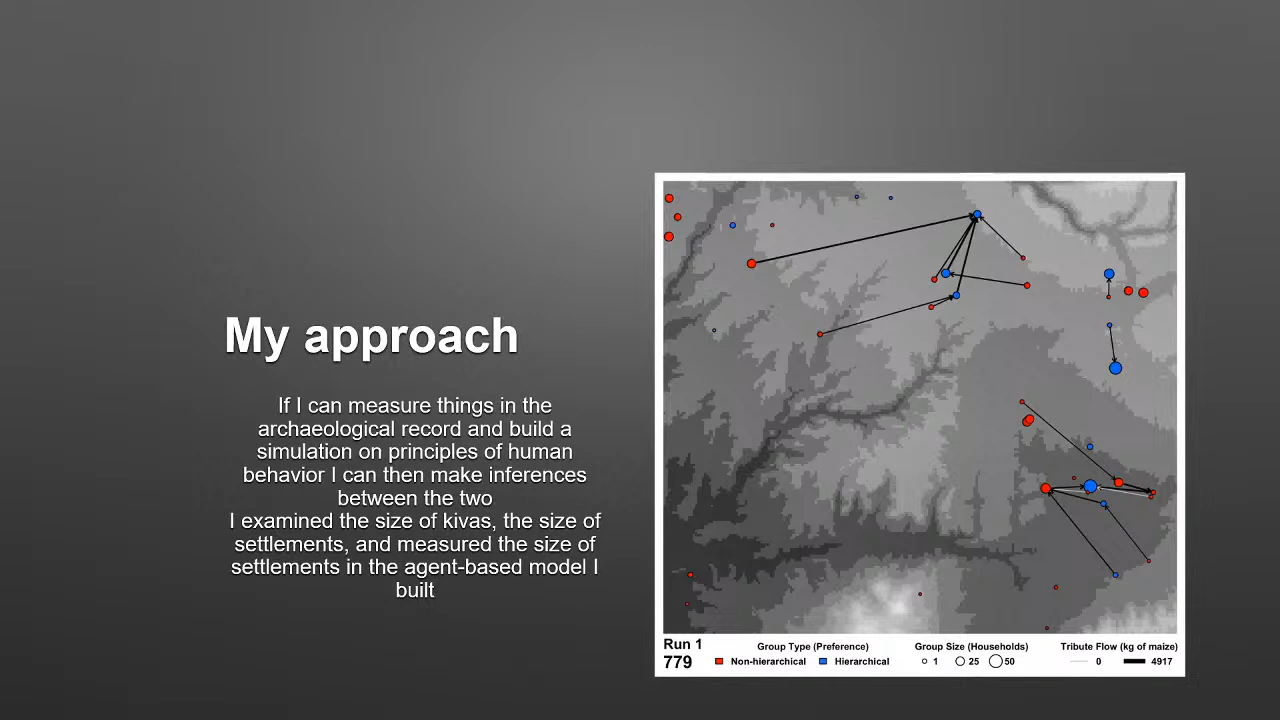 My approach
If I can measure things in the
archaeological record and build a
simulation on principles of human
behavior I can then make inferences
between the two
I examined the size of kivas, the size of
settlements, and measured the size of
settlements in the agent-based model I
built
Run 1
779
Group Type (Preference)
Non-hierarchical
Hierarchical
Group Size (Households)
1
25
50
Tribute Flow (kg of maize)
0
4917